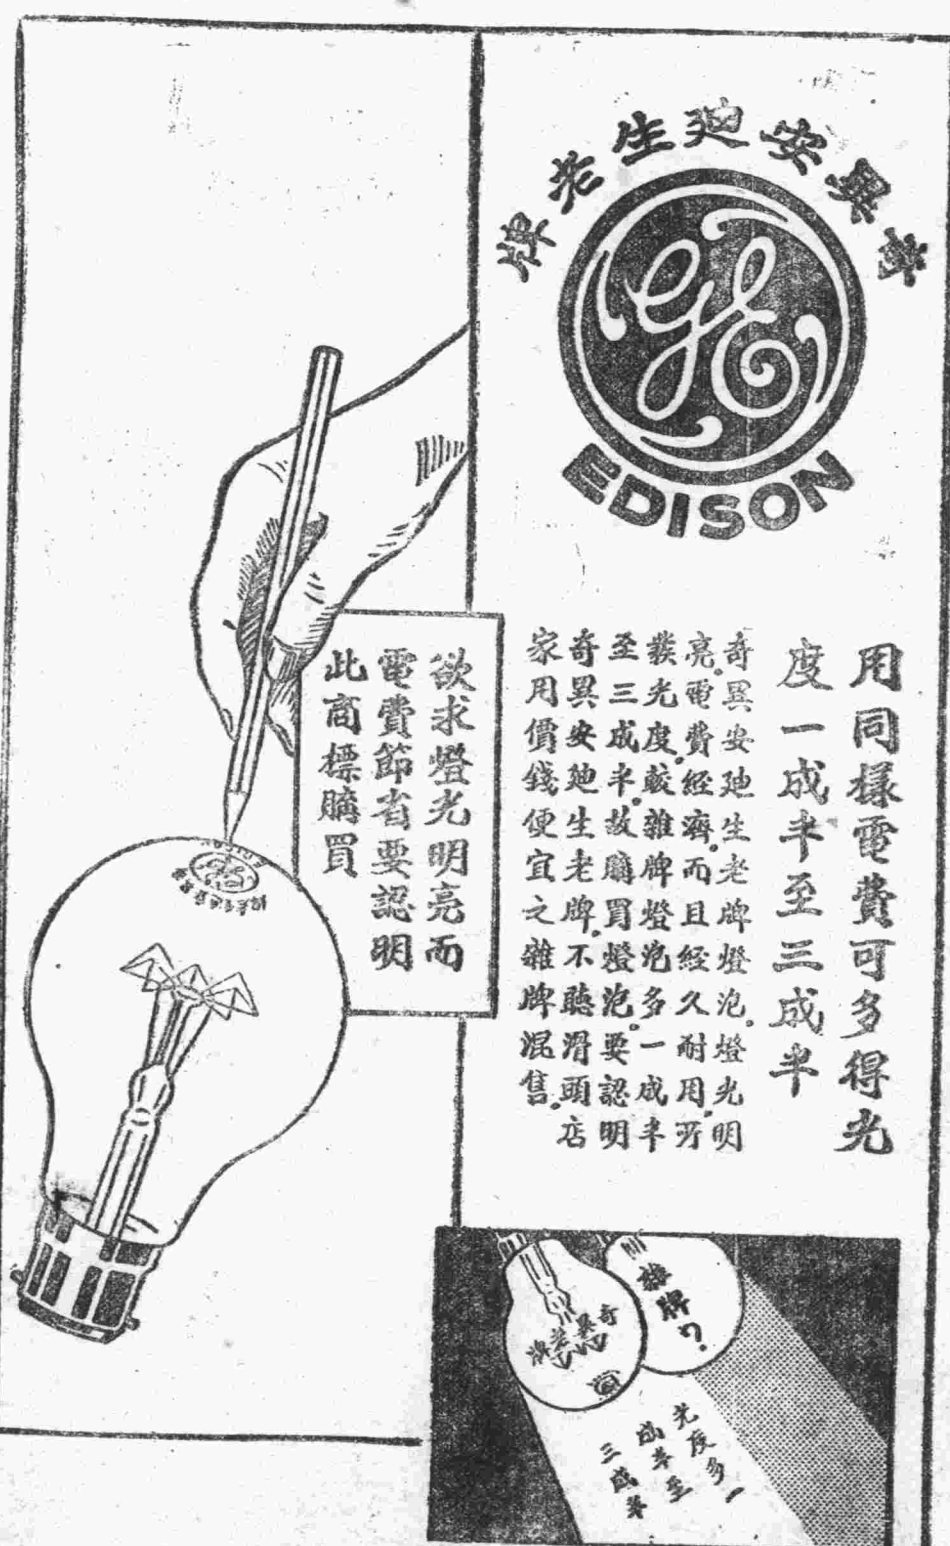 奇異安廸生老牌
GE
EDISON
用同樣電費可多得光
度一成半至三成半
奇異安廸生老牌燈泡。燈光明
亮。電費經濟。而且經久耐用。所
發光度。較雜牌燈泡多一成半
至三成半。故購買燈泡。要認明
奇異安廸生老牌。不聽滑頭店
家用價錢便宜之雜牌混售。
欲求燈光明亮而
電費節省要認明
此商標購買
雜牌?
奇異老牌
光度多一
成半至
三成半